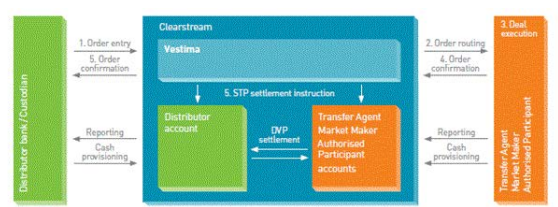 Clearstream
Vestima
1. Order entry
5. Order
confirmation
2. Order routing
4. Order
confirmation
3. Deal
execution
5. STP settlement instruction
Distributor
account
DVP
settlement
Transfer Agent
Market Maker
Authorised
Participant
accounts
Reporting
Cash
provisioning
Reporting
Cash
provisioning
Distributor bank / Custodian
Transfer Agent
Market Maker
Authorised Participant